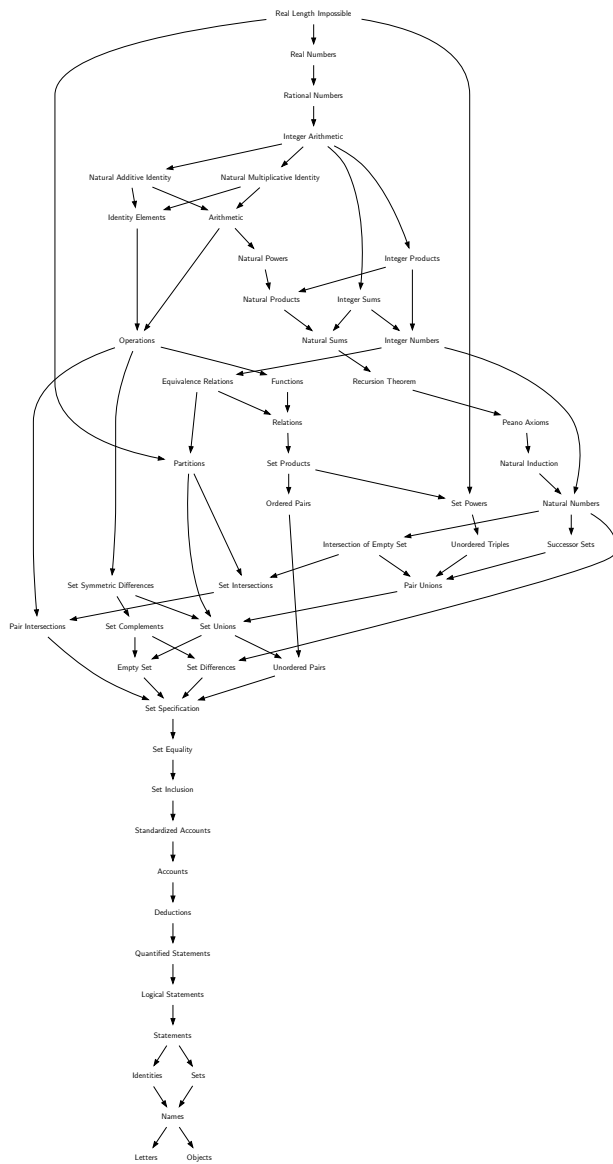 Real Length Impossible
Real Numbers
Rational Numbers
Integer Arithmetic
Natural Additive Identity
Natural Multiplicative Identity
Identity Elements
Arithmetic
Natural Powers
Integer Products
Natural Products
Integer Sums
Operations
Natural Sums
Integer Numbers
Equivalence Relations
Functions
Recursion Theorem
Relations
Peano Axioms
Partitions
Set Products
Natural Induction
Ordered Pairs
Set Powers
Natural Numbers
Intersection of Empty Set
Unordered Triples
Successor Sets
Set Symmetric Differences
Set Intersections
Pair Unions
Pair Intersections
Set Complements
Set Unions
Empty Set
Set Differences
Unordered Pairs
Set Specification
Set Equality
Set Inclusion
Standardized Accounts
Accounts
Deductions
Quantified Statements
Logical Statements
Statements
Identities
Sets
Names
Letters
Objects